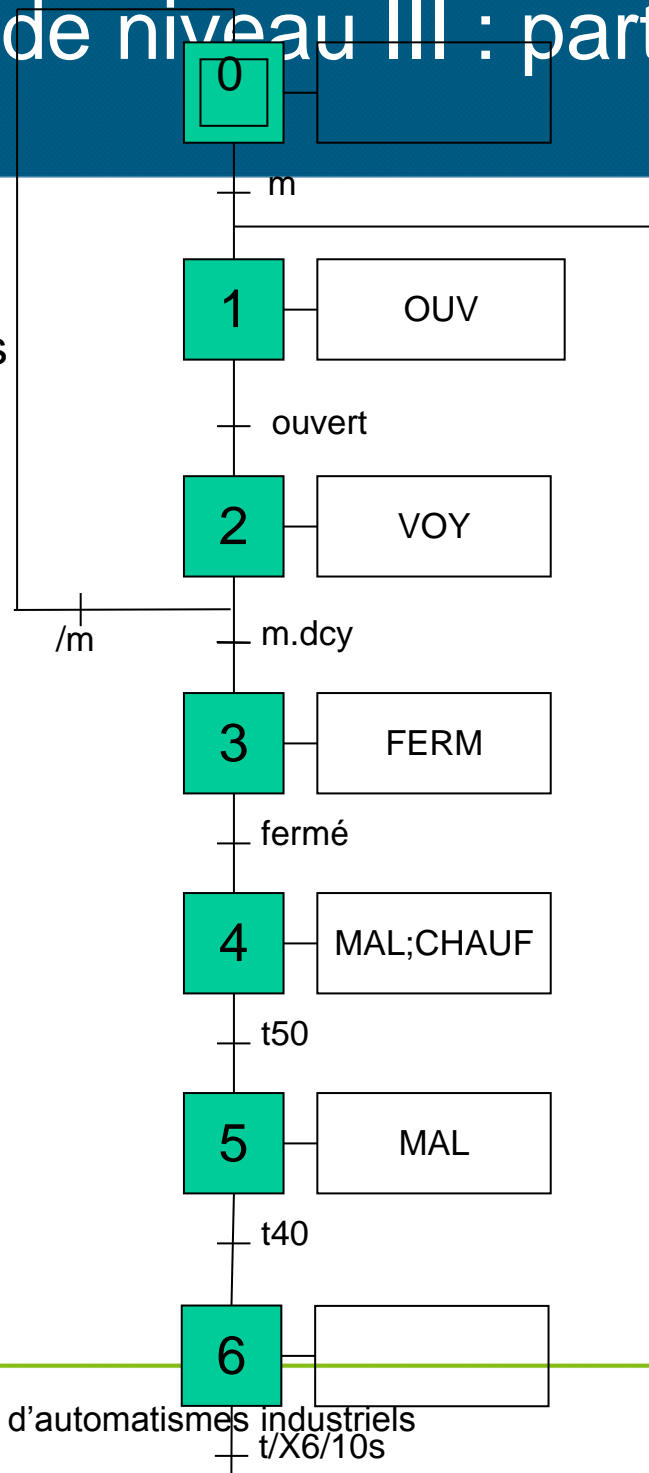 de niveau III : part
0
m
1
OUV
s
ouvert
2
VOY
/m
m.dcy
3
FERM
fermé
4
MAL;CHAUF
t50
5
MAL
t40
6
d'automatismes industriels
t/X6/10s